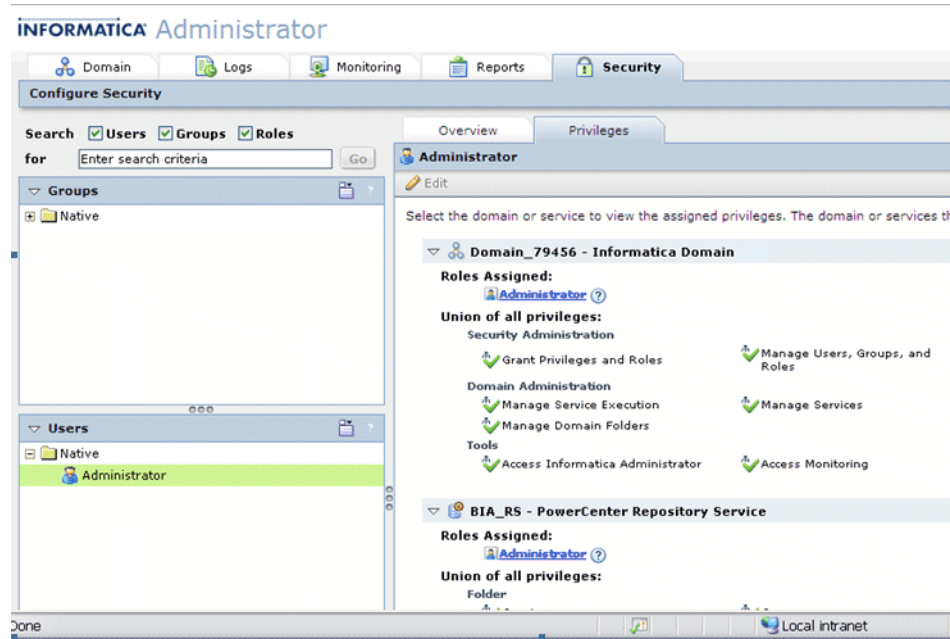 INFORMATICA Administrator
Domain Logs Monitoring Reports Security
Configure Security
Search Users Groups Roles
for Enter search criteria Go
Groups ?
Native
Users ?
Native
Administrator
Overview Privileges
Administrator
Edit
Select the domain or service to view the assigned privileges. The domain or services th
Domain_79456 - Informatica Domain
Roles Assigned:
Administrator ?
Union of all privileges:
Security Administration
Grant Privileges and Roles Manage Users, Groups, and
Roles
Domain Administration
Manage Service Execution Manage Services
Manage Domain Folders
Tools
Access Informatica Administrator Access Monitoring
BIA_RS - PowerCenter Repository Service
Roles Assigned:
Administrator ?
Union of all privileges:
Folder
Done Local intranet